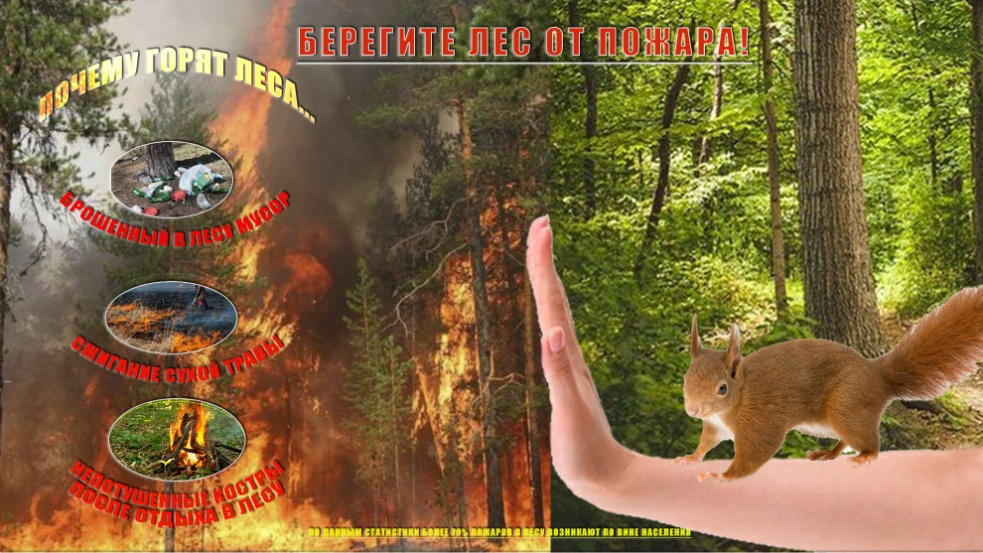 БЕРЕГИТЕ ЛЕС ОТ ПОЖАРА!
ПОЧЕМУ ГОРЯТ ЛЕСА...
БРОШЕННЫЙ В ЛЕСУ МУСОР
СЖИГАНИЕ СУХОЙ ТРАВЫ
НЕПОТУШЕННЫЕ КОСТРЫ
ПОСЛЕ ОТДЫХА В ЛЕСУ
ПО ДАННЫМ СТАТИСТИКИ БОЛЕЕ 70% ПОЖАРОВ В ЛЕСУ ВОЗНИКАЮТ ПО ВИНЕ НАСЕЛЕНИЯ